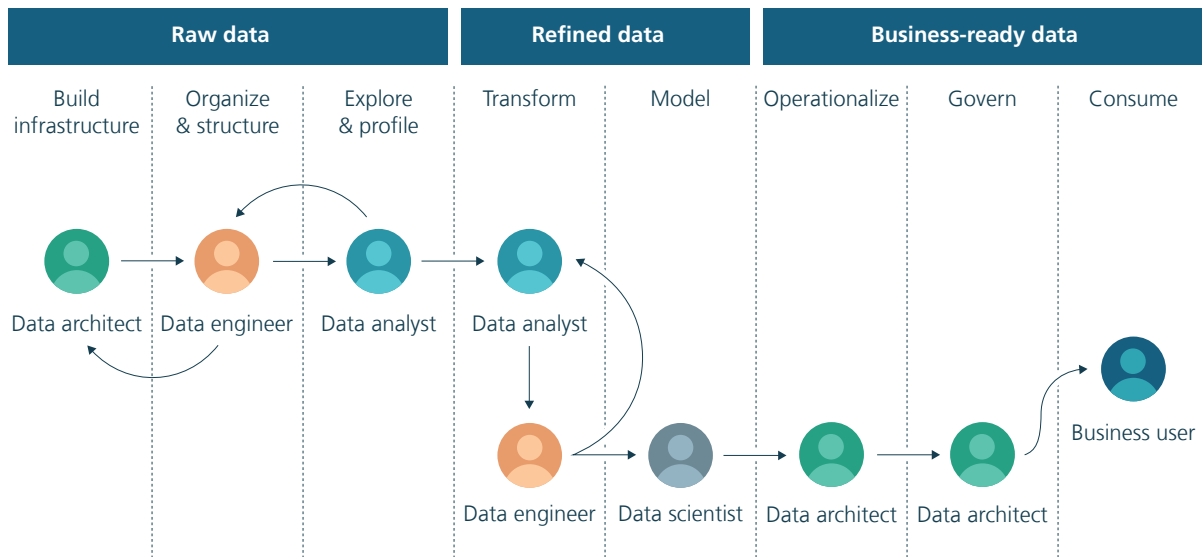 Raw data
Refined data
Business-ready data
Build
infrastructure
Organize
& structure
Explore
& profile
Transform
Model
Operationalize
Govern
Consume
Data architect
Data engineer
Data analyst
Data analyst
Business user
Data engineer
Data scientist
Data architect
Data architect